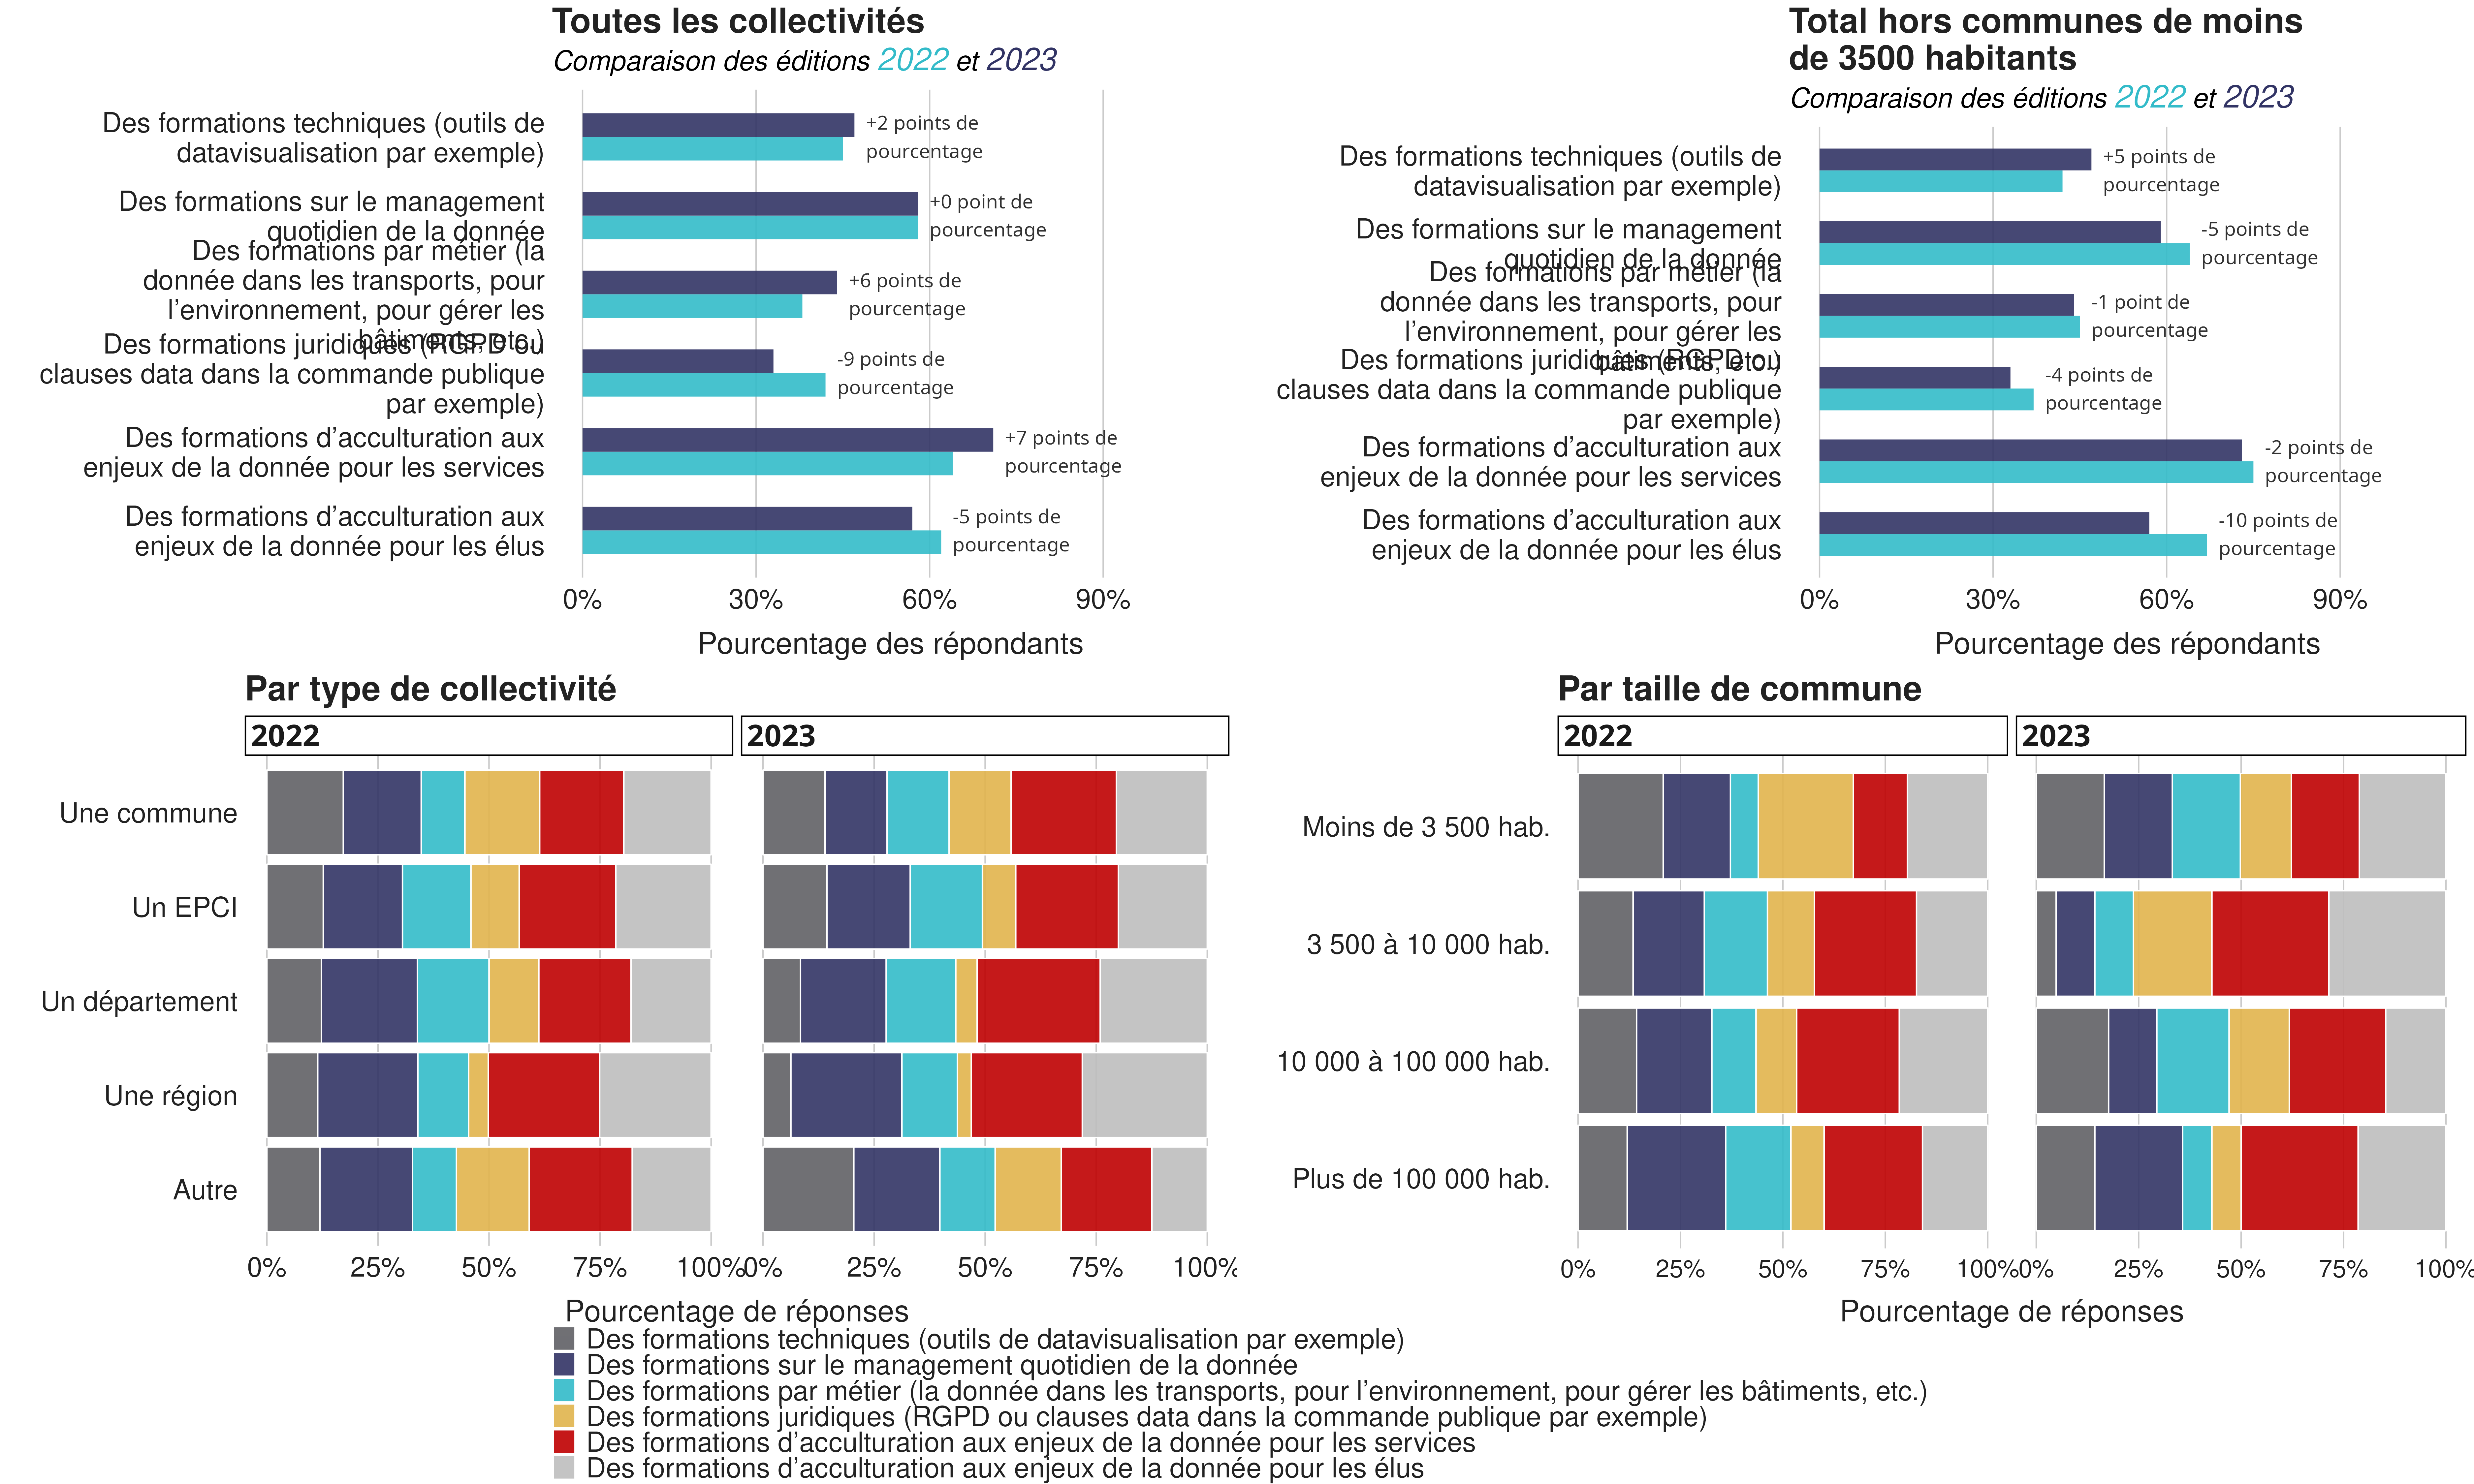 Toutes les collectivités
Comparaison des éditions 2022 et 2023
Des formations techniques (outils de
datavisualisation par exemple)
+2 points de
pourcentage
Des formations sur le management
quotidien de la donnée
+0 point de
pourcentage
Des formations par métier (la
donnée dans les transports, pour
l'environnement, pour gérer les
bâtiments, etc.)
+6 points de
pourcentage
Des formations juridiques (RGPD ou
clauses data dans la commande publique
par exemple)
-9 points de
pourcentage
Des formations d'acculturation aux
enjeux de la donnée pour les services
+7 points de
pourcentage
Des formations d'acculturation aux
enjeux de la donnée pour les élus
-5 points de
pourcentage
0% 30% 60% 90%
Pourcentage des répondants
Total hors communes de moins
de 3500 habitants
Comparaison des éditions 2022 et 2023
Des formations techniques (outils de
datavisualisation par exemple)
+5 points de
pourcentage
Des formations sur le management
quotidien de la donnée
-5 points de
pourcentage
Des formations par métier (la
donnée dans les transports, pour
l'environnement, pour gérer les
bâtiments, etc.)
-1 point de
pourcentage
Des formations juridiques (RGPD ou
clauses data dans la commande publique
par exemple)
-4 points de
pourcentage
Des formations d'acculturation aux
enjeux de la donnée pour les services
-2 points de
pourcentage
Des formations d'acculturation aux
enjeux de la donnée pour les élus
-10 points de
pourcentage
0% 30% 60% 90%
Pourcentage des répondants
Par type de collectivité
2022 2023
Une commune
Un EPCI
Un département
Une région
Autre
0% 25% 50% 75% 100% 0% 25% 50% 75% 100%
Pourcentage de réponses
Par taille de commune
2022 2023
Moins de 3 500 hab.
3 500 à 10 000 hab.
10 000 à 100 000 hab.
Plus de 100 000 hab.
0% 25% 50% 75% 100% 0% 25% 50% 75% 100%
Pourcentage de réponses
Des formations techniques (outils de datavisualisation par exemple)
Des formations sur le management quotidien de la donnée
Des formations par métier (la donnée dans les transports, pour l'environnement, pour gérer les bâtiments, etc.)
Des formations juridiques (RGPD ou clauses data dans la commande publique par exemple)
Des formations d'acculturation aux enjeux de la donnée pour les services
Des formations d'acculturation aux enjeux de la donnée pour les élus